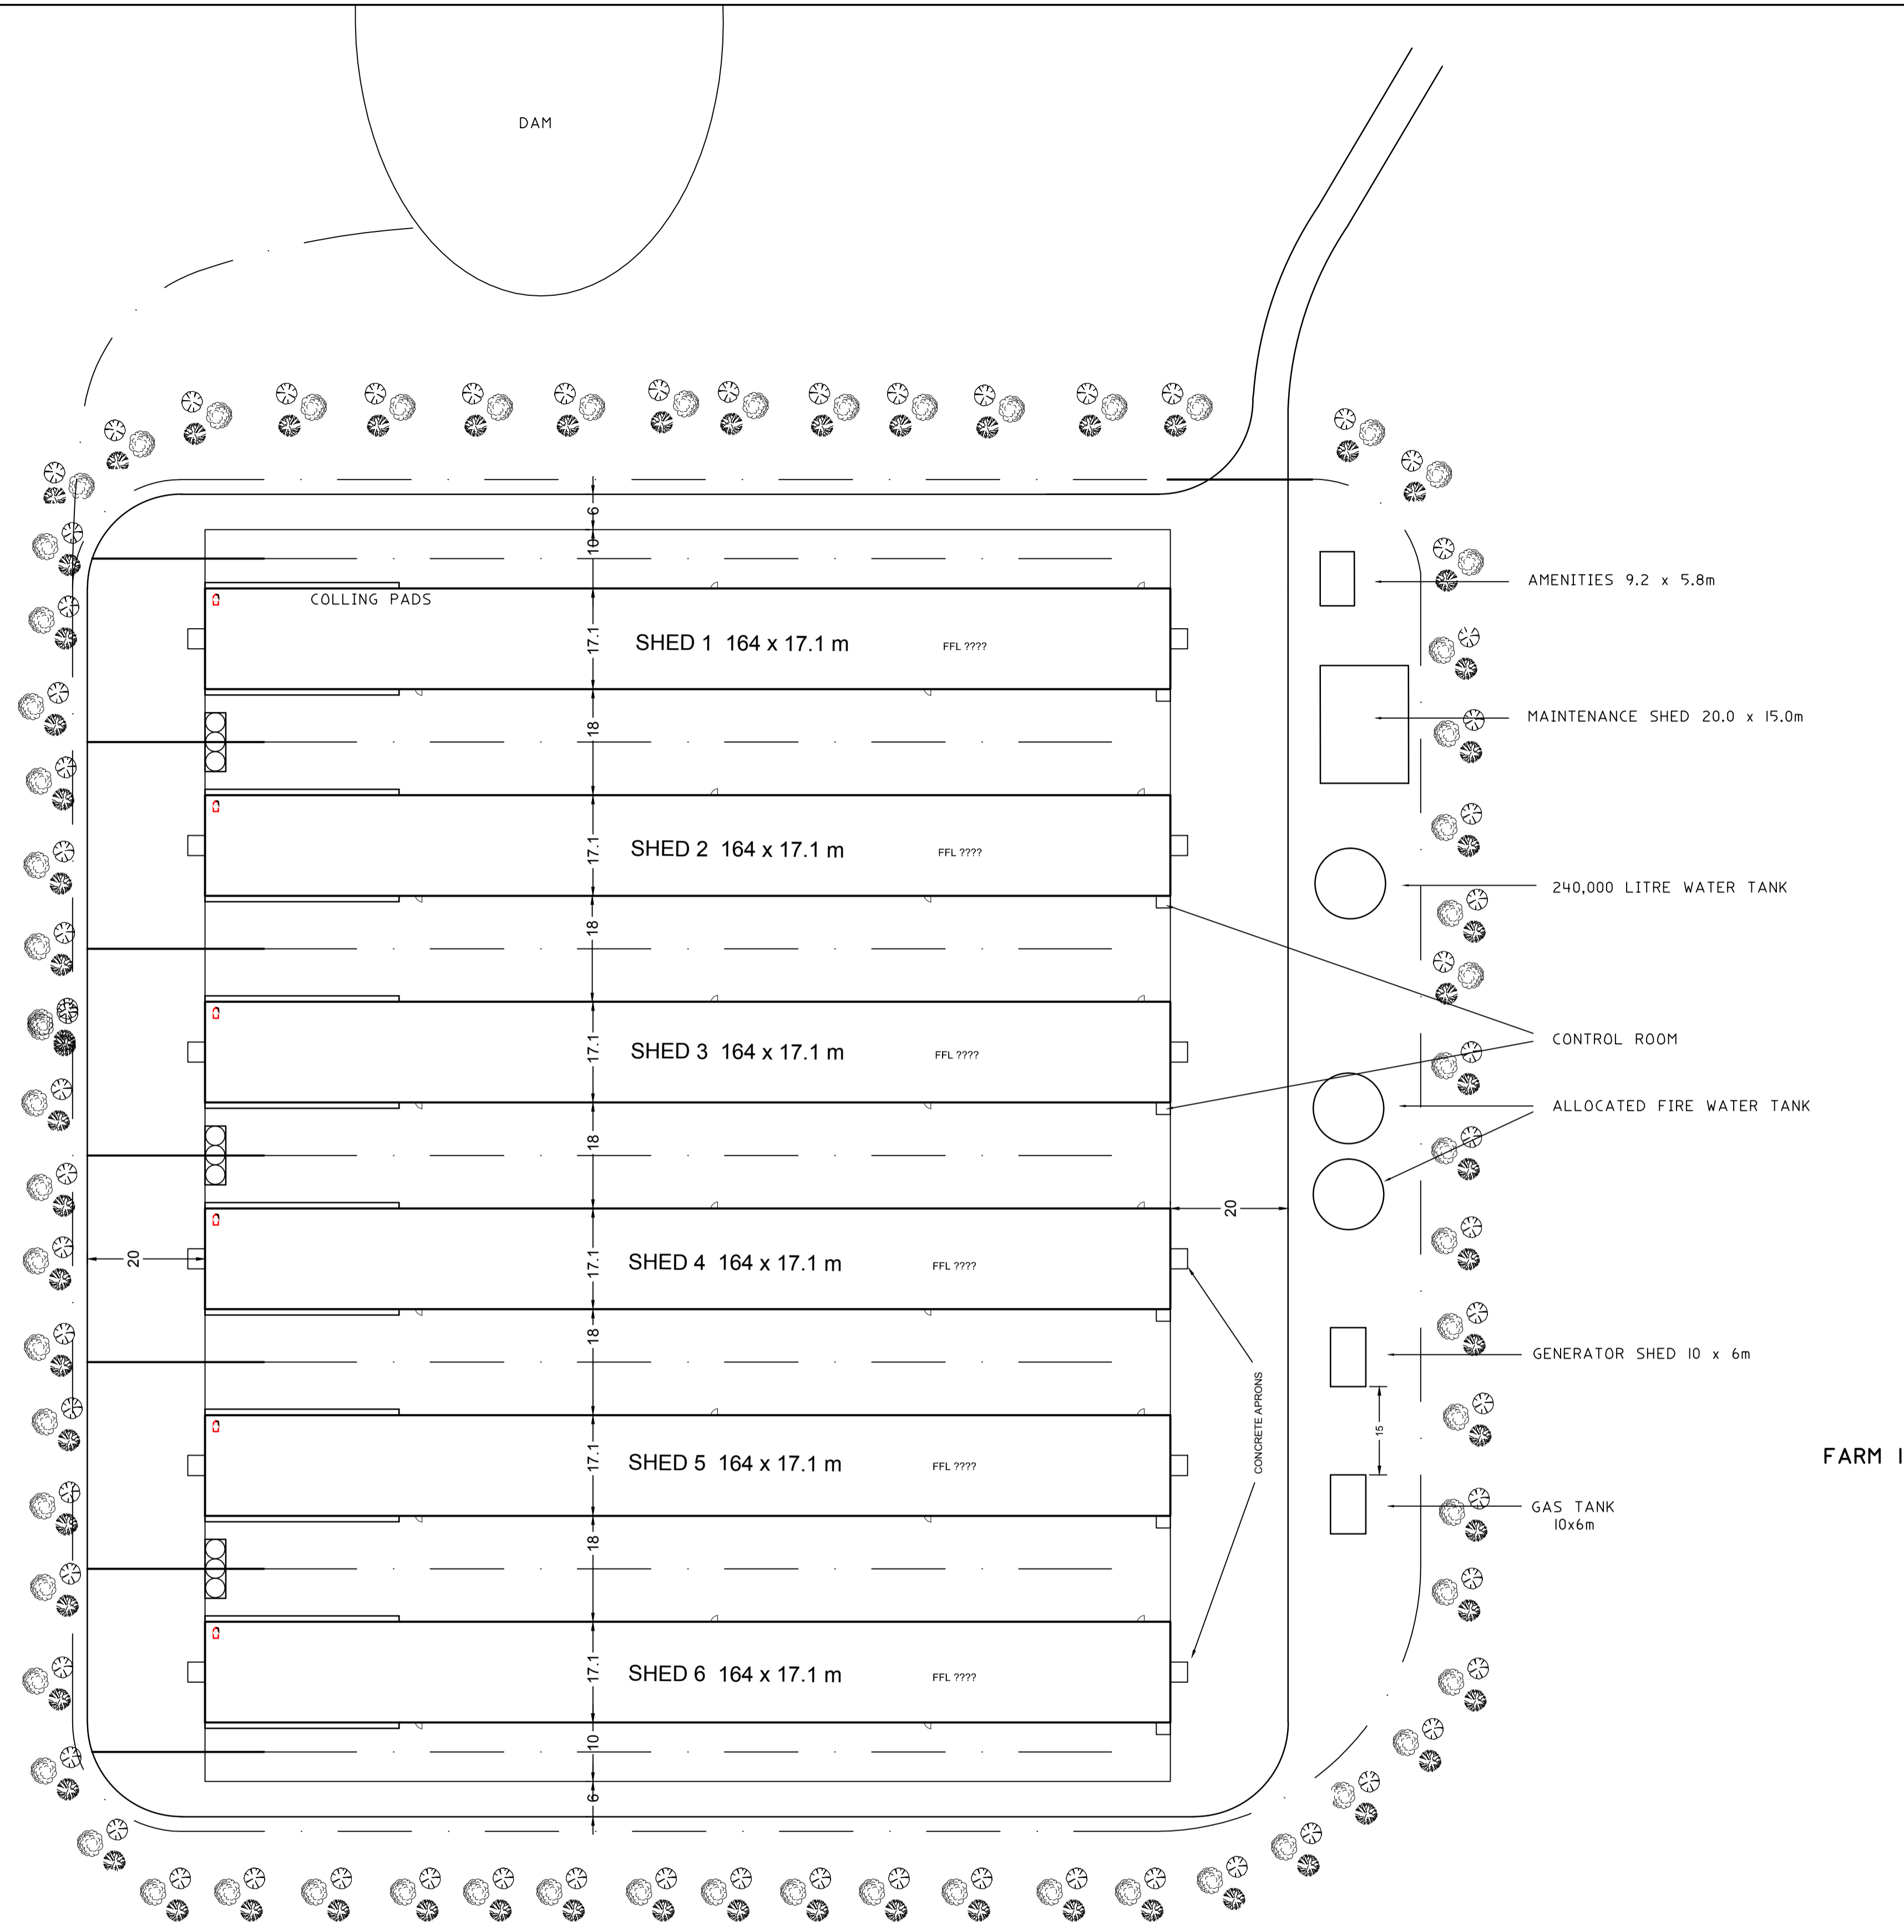 DAM
6
10
COLLING PADS
AMENITIES 9.2 x 5.8m
17.1
SHED 1 164 x 17.1 m
FFL ????
18
MAINTENANCE SHED 20.0 x 15.0m
17.1
SHED 2 164 x 17.1 m
FFL ????
240,000 LITRE WATER TANK
18
17.1
SHED 3 164 x 17.1 m
FFL ????
CONTROL ROOM
18
ALLOCATED FIRE WATER TANK
20
20
17.1
SHED 4 164 x 17.1 m
FFL ????
18
GENERATOR SHED 10 x 6m
CONCRETE APRONS
15
17.1
SHED 5 164 x 17.1 m
FFL ????
FARM 1
GAS TANK
10x6m
18
17.1
SHED 6 164 x 17.1 m
FFL ????
10
6